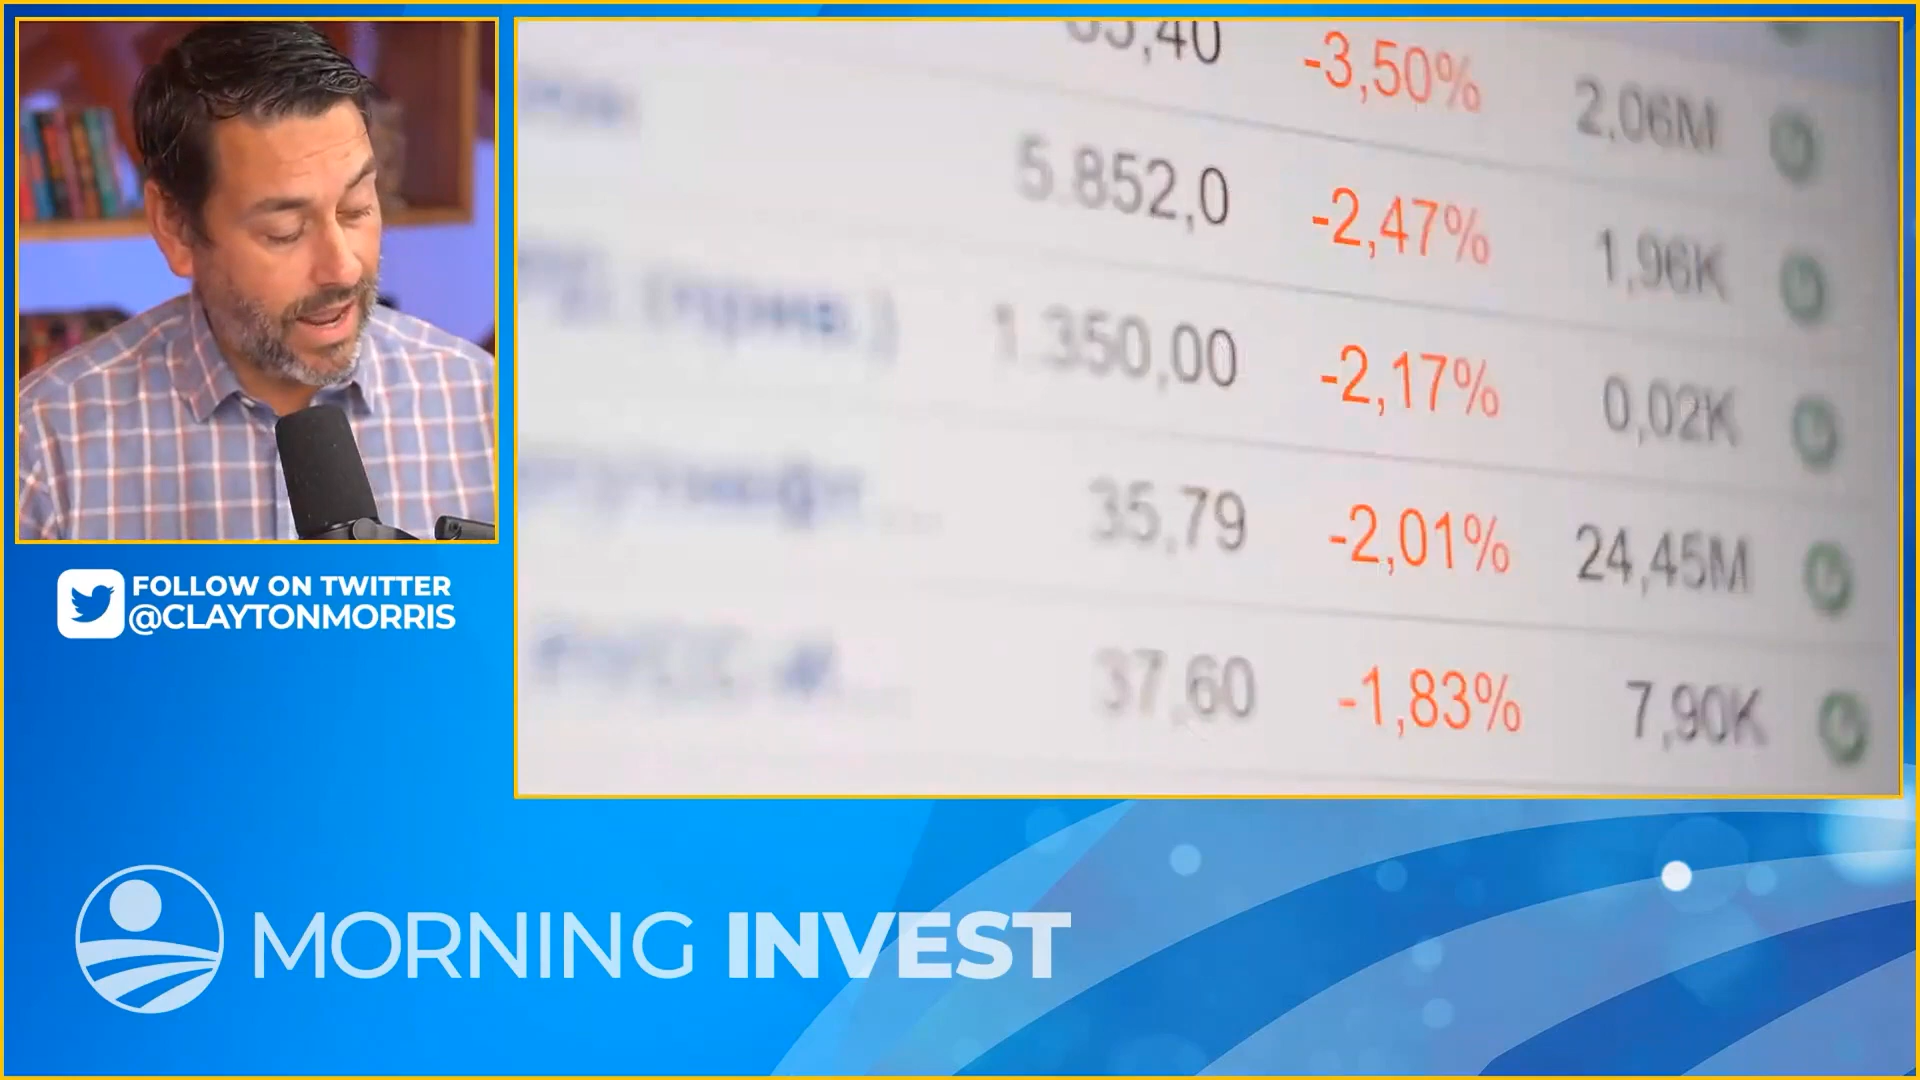 -3,50%
2,06M
5.852,0
-2,47%
1,96K
1.350,00
-2,17%
0,02K
35,79
-2,01%
24,45M
37,60
-1,83%
7,90K
FOLLOW ON TWITTER
@CLAYTONMORRIS
MORNING INVEST